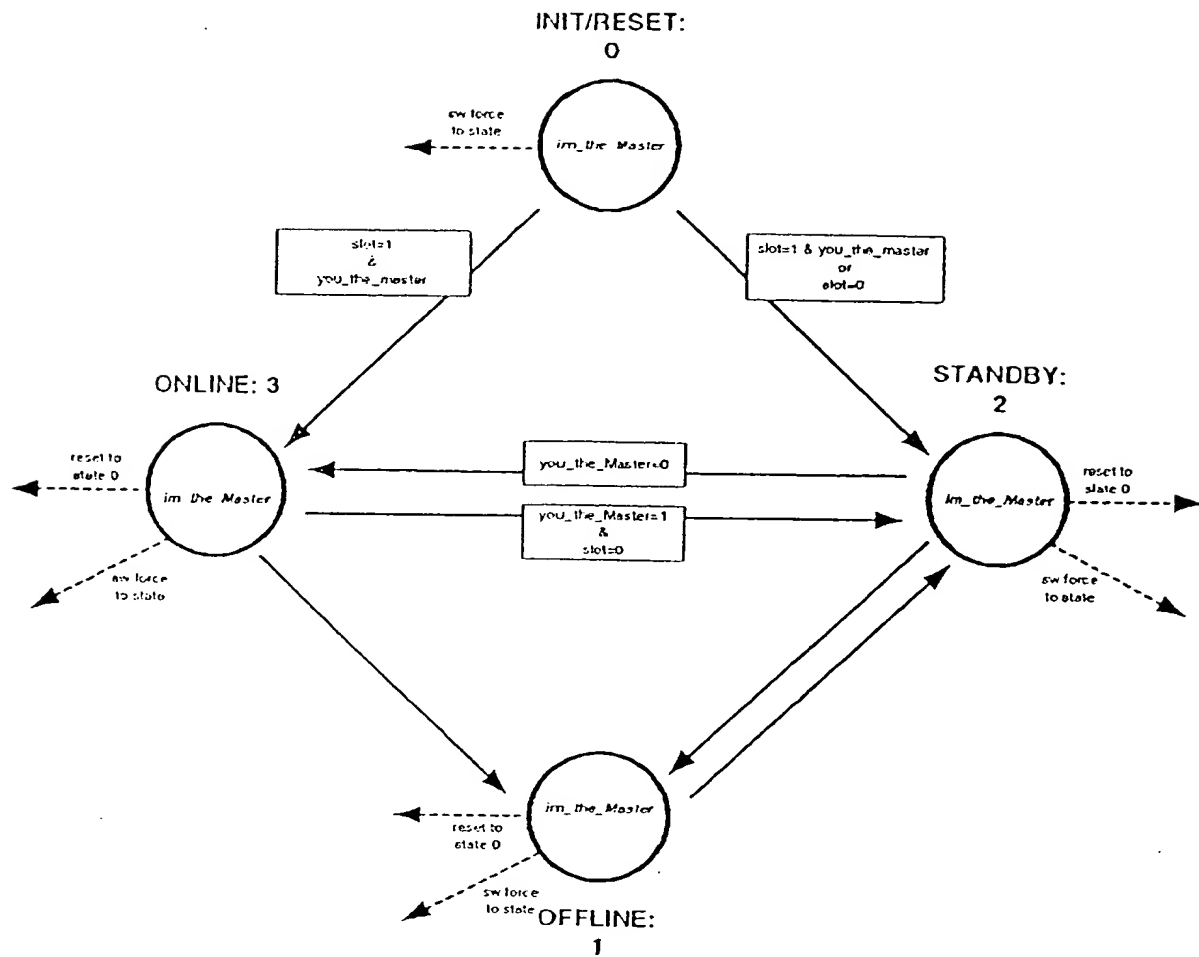 INIT/RESET:
0
sw force
to state
im_the_Master
slot=1
&
you_the_master
slot=1 & you_the_master
or
slot=0
ONLINE: 3
STANDBY:
2
reset to
state 0
im_the_Master
you_the_Master=0
you_the_Master=1
&
slot=0
im_the_Master
reset to
state 0
sw force
to state
sw force
to state
im_the_Master
reset to
state 0
sw force
to state
OFFLINE:
1